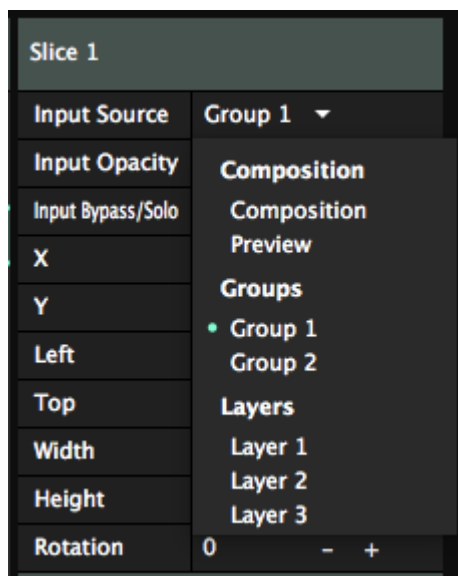 Slice 1
Input Source Group 1
Input Opacity
Input Bypass/Solo
X
Y
Left
Top
Width
Height
Rotation 0 - +
Composition
Composition
Preview
Groups
Group 1
Group 2
Layers
Layer 1
Layer 2
Layer 3